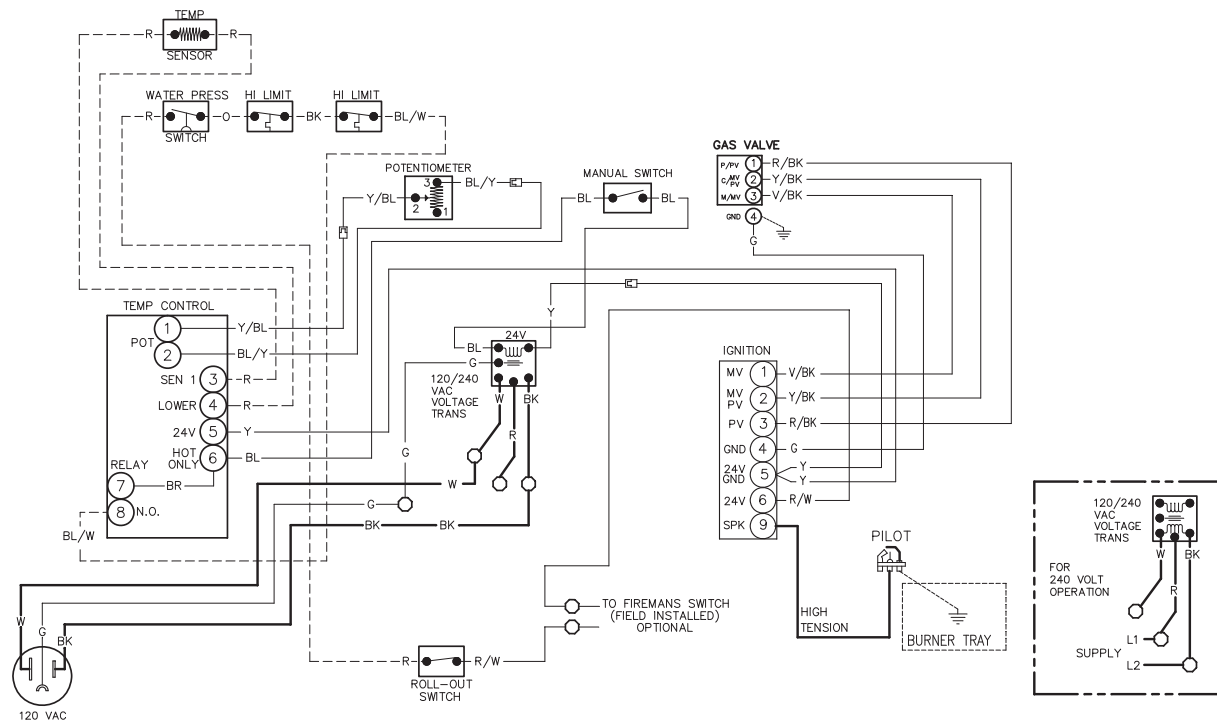 TEMP
R
R
SENSOR
WATER PRESS
HI LIMIT
HI LIMIT
R
O
BK
BL/W
SWITCH
GAS VALVE
P/PV 1 R/BK
C/MV PV 2 Y/BK
M/MV 3 V/BK
GND 4
G
POTENTIOMETER
3 BL/Y
Y/BL 2
1
MANUAL SWITCH
BL
BL
TEMP CONTROL
1 Y/BL
POT
2 BL/Y
SEN 1 3 R
LOWER 4 R
24V 5 Y
HOT ONLY 6 BL
RELAY
7 BR
8 N.O.
BL/W
Y
24V
BL
G
120/240
VAC
VOLTAGE
TRANS
W
BK
R
G
W
G
BK
BK
IGNITION
MV 1 V/BK
MV PV 2 Y/BK
PV 3 R/BK
GND 4 G
24V GND 5 Y
Y
24V 6 R/W
SPK 9
PILOT
HIGH
TENSION
BURNER TRAY
TO FIREMANS SWITCH
(FIELD INSTALLED)
OPTIONAL
R
R/W
ROLL-OUT
SWITCH
W
G
BK
120 VAC
120/240
VAC
VOLTAGE
TRANS
W
BK
FOR
240 VOLT
OPERATION
R
L1
SUPPLY
L2